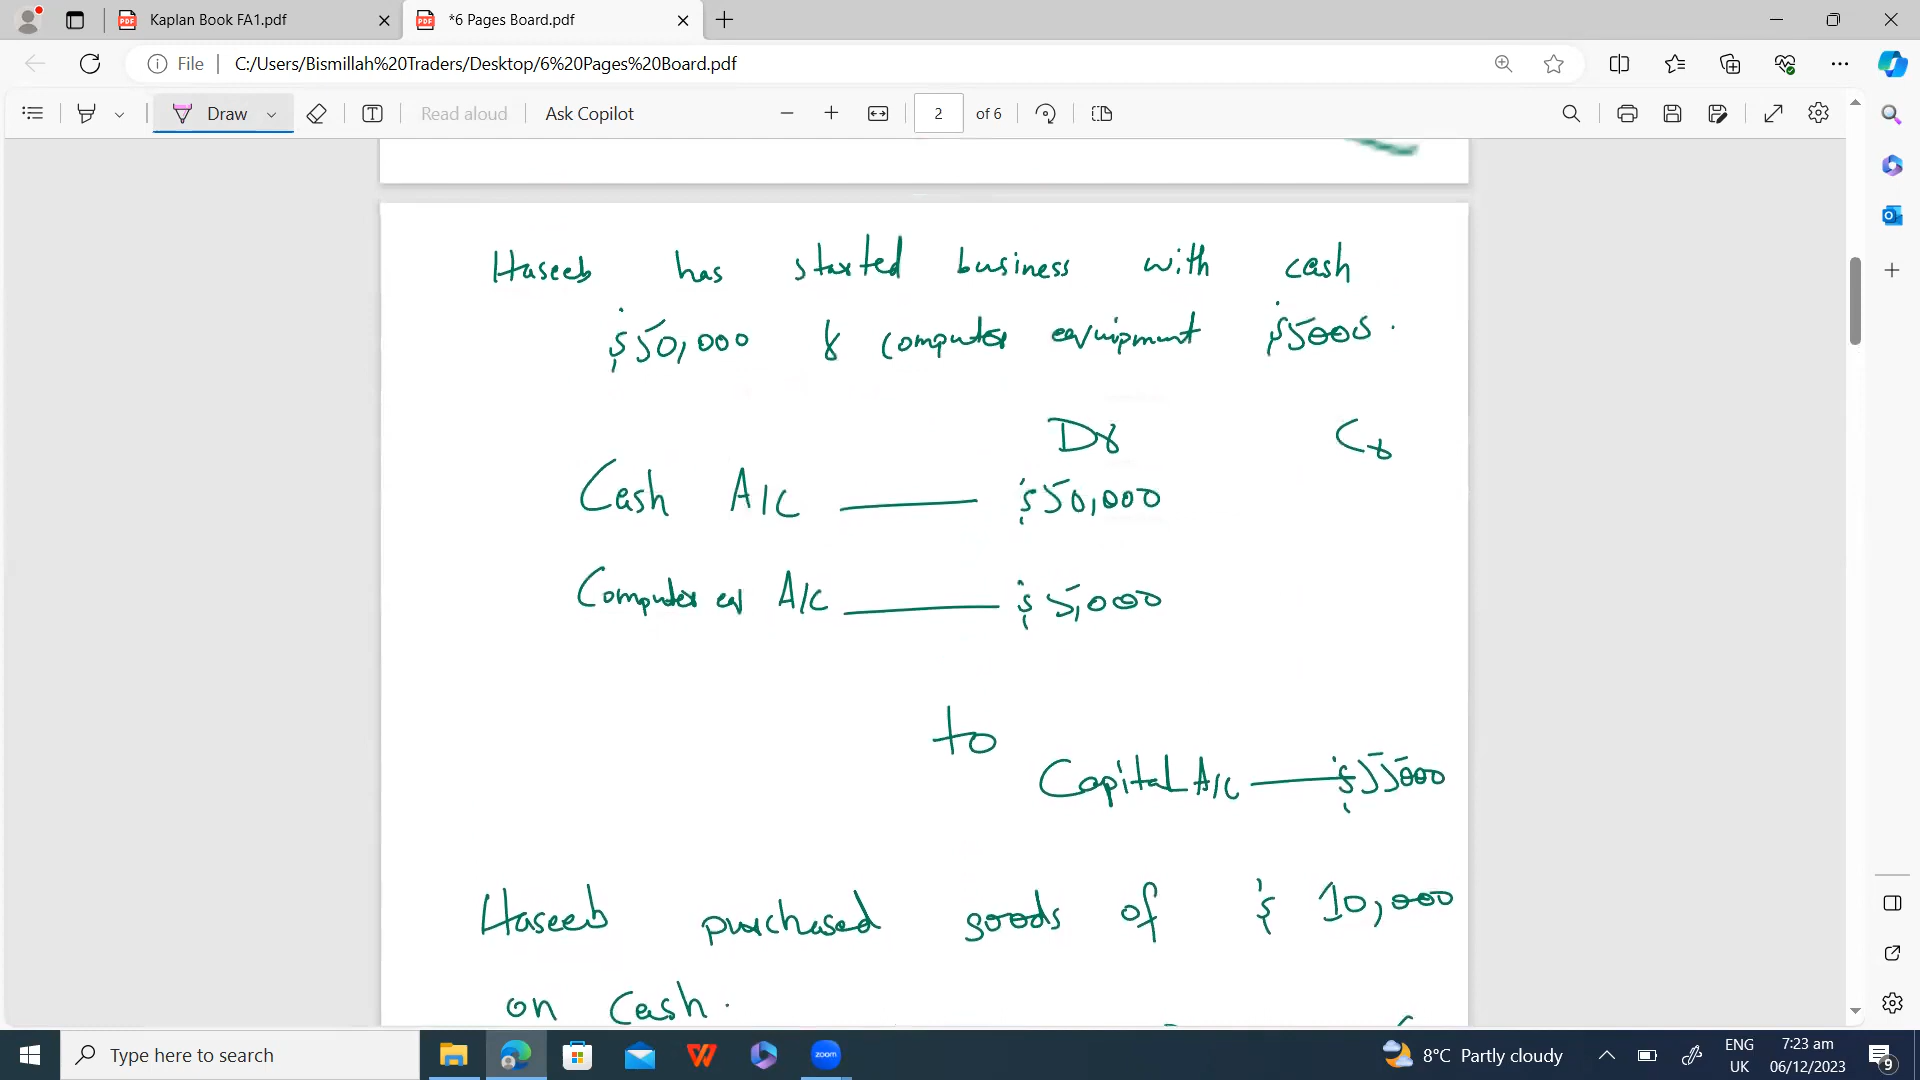 Kaplan Book FA1.pdf
*6 Pages Board.pdf
File C:/Users/Bismillah%20Traders/Desktop/6%20Pages%20Board.pdf
Draw Read aloud Ask Copilot 2 of 6
Haseeb has started business with cash
$50,000 & computer equipment $5000.
Dr Cr
Cash A/C $50,000
Computer eq A/C $5,000
to
Capital A/C $55000
Haseeb purchased goods of $ 10,000
on Cash.
Type here to search
zoom
8°C Partly cloudy
ENG
UK
7:23 am
06/12/2023
9